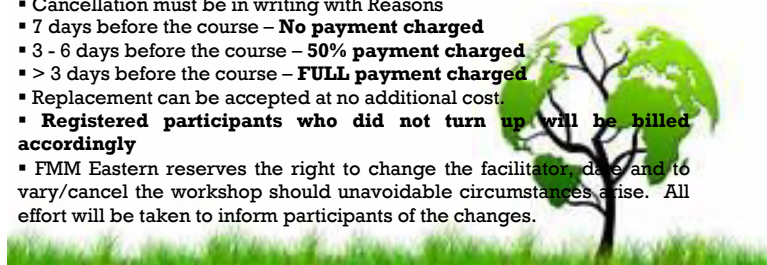 ▪ Cancellation must be in writing with Reasons
▪ 7 days before the course – No payment charged
▪ 3 - 6 days before the course – 50% payment charged
▪ > 3 days before the course – FULL payment charged
▪ Replacement can be accepted at no additional cost.
▪ Registered participants who did not turn up will be billed
accordingly
▪ FMM Eastern reserves the right to change the facilitator, date and to
vary/cancel the workshop should unavoidable circumstances arise. All
effort will be taken to inform participants of the changes.